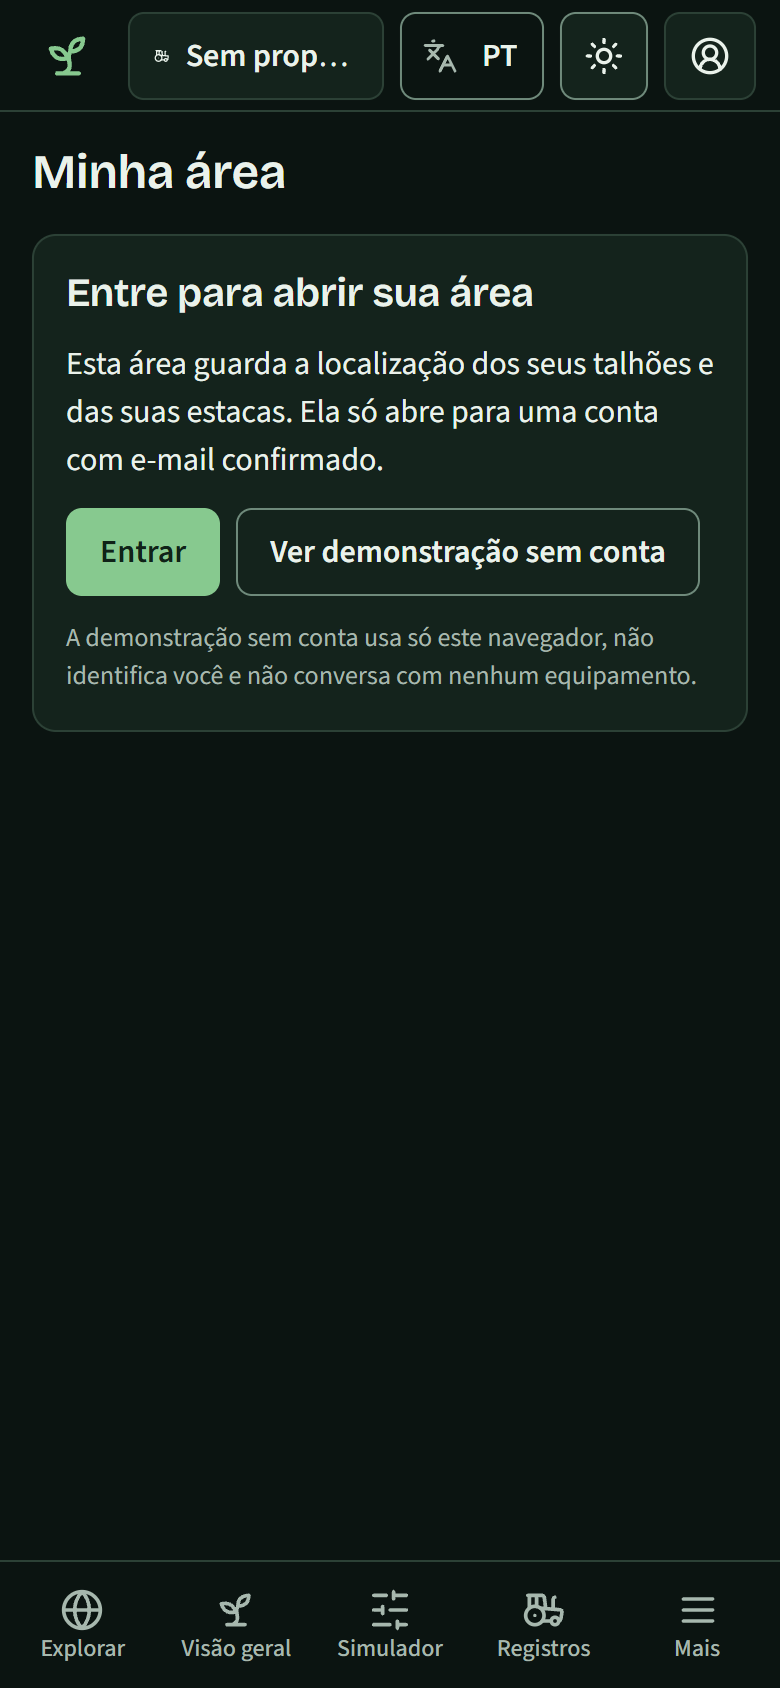 Sem prop...
PT
Minha área
Entre para abrir sua área
Esta área guarda a localização dos seus talhões e
das suas estacas. Ela só abre para uma conta
com e-mail confirmado.
Entrar
Ver demonstração sem conta
A demonstração sem conta usa só este navegador, não
identifica você e não conversa com nenhum equipamento.
Explorar
Visão geral
Simulador
Registros
Mais